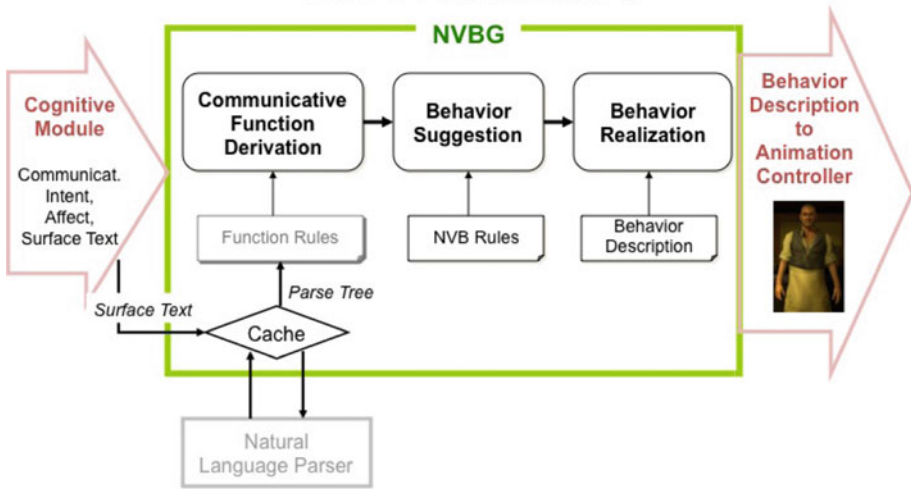 NVBG
Cognitive
Module
Communicat.
Intent,
Affect,
Surface Text
Communicative
Function
Derivation
Behavior
Suggestion
Behavior
Realization
Behavior
Description
to
Animation
Controller
Function Rules
NVB Rules
Behavior
Description
Surface Text
Parse Tree
Cache
Natural
Language Parser